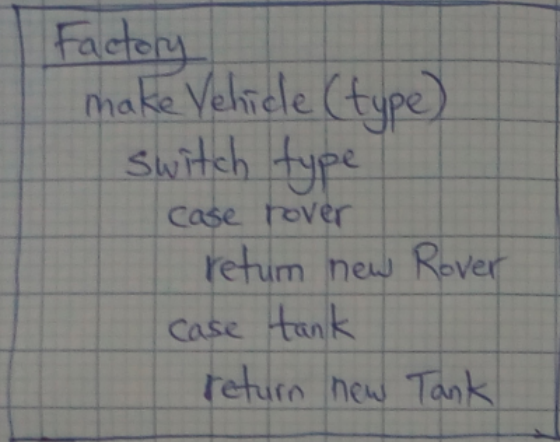 Factory
makeVehicle (type)
switch type
case rover
return new Rover
case tank
return new Tank